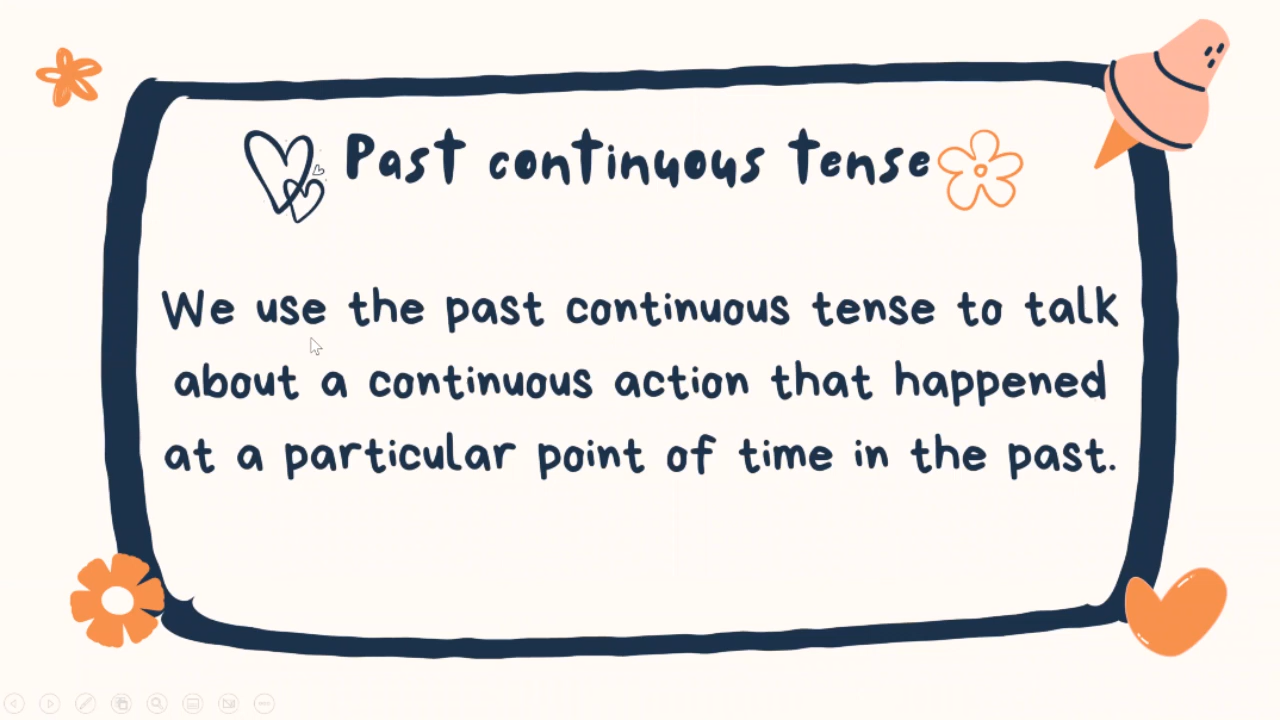 Past continuous tense
We use the past continuous tense to talk
about a continuous action that happened
at a particular point of time in the past.